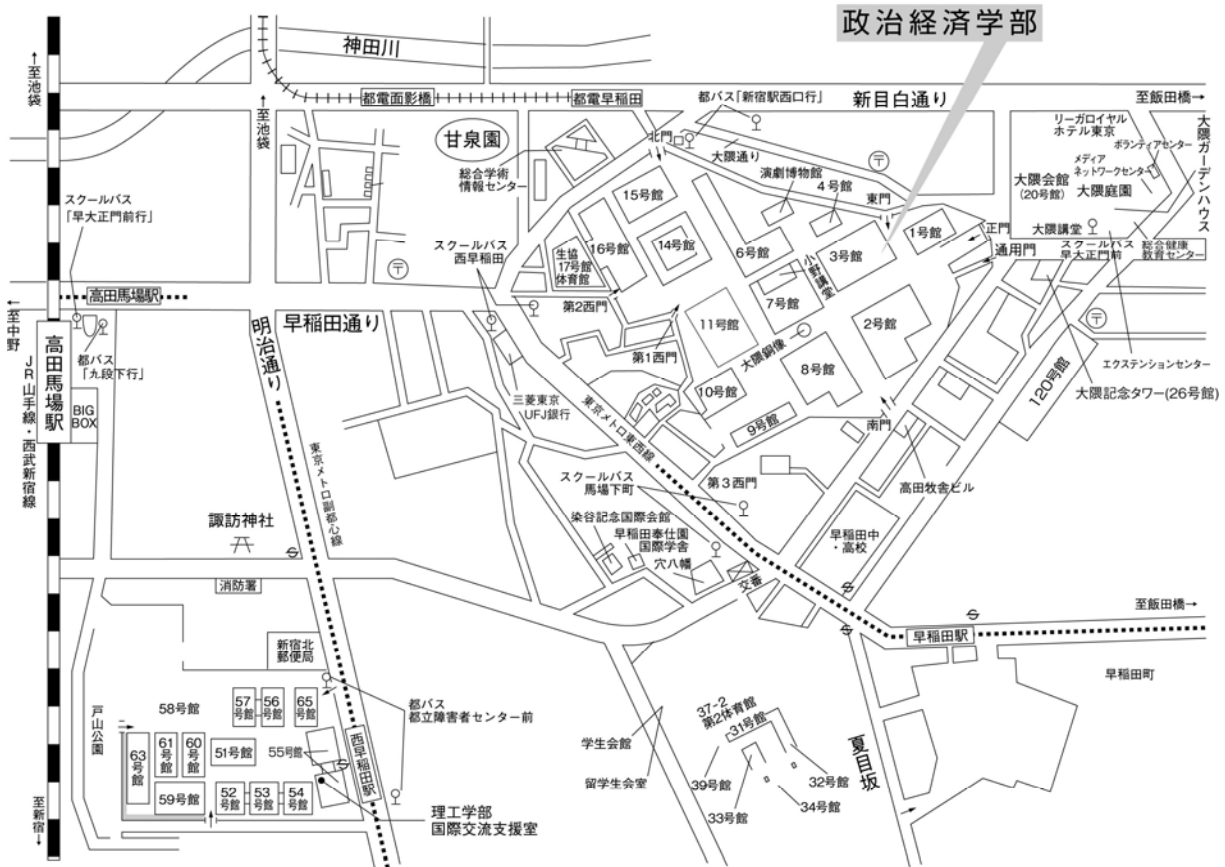 政治経済学部
神田川
↑至池袋
↑至池袋
都電面影橋
都電早稲田
都バス「新宿駅西口行」
新目白通り
至飯田橋→
甘泉園
北門
大隈通り
総合学術
情報センター
リーガロイヤル
ホテル東京
ボランティアセンター
メディア
ネットワークセンター
大隈ガーデンハウス
大隈会館
(20号館)
大隈庭園
演劇博物館
4号館
東門
15号館
スクールバス
「早大正門前行」
スクールバス
西早稲田
16号館
14号館
6号館
3号館
1号館
正門
通用門
大隈講堂
スクールバス
早大正門前
総合健康
教育センター
生協
17号館
体育館
小野講堂
7号館
第2西門
高田馬場駅
←至中野
早稲田通り
明治通り
11号館
2号館
第1西門
大隈銅像
8号館
エクステンションセンター
大隈記念タワー(26号館)
120号館
高田馬場駅
JR山手線・西武新宿線
都バス
「九段下行」
BIG
BOX
三菱東京
UFJ銀行
10号館
9号館
南門
東京メトロ東西線
東京メトロ副都心線
第3西門
高田牧舎ビル
スクールバス
馬場下町
諏訪神社
染谷記念国際会館
早稲田奉仕園
国際学舎
穴八幡
交番
早稲田中
・高校
消防署
至飯田橋→
早稲田駅
早稲田町
新宿北
郵便局
戸山公園
58号館
57号館
56号館
65号館
都バス
都立障害者センター前
63号館
61号館
60号館
51号館
55号館
西早稲田駅
59号館
52号館
53号館
54号館
理工学部
国際交流支援室
至新宿↓
学生会館
留学生会室
37-2
第2体育館
31号館
39号館
33号館
32号館
34号館
夏目坂